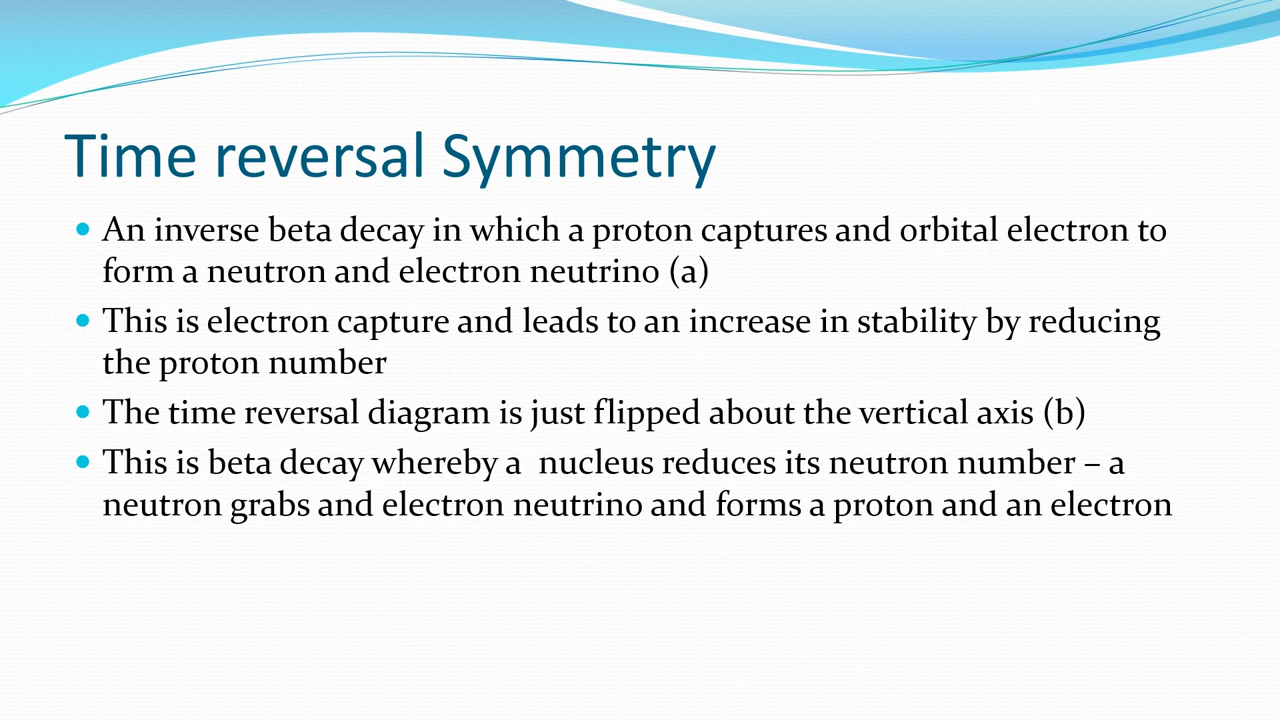 Time reversal Symmetry
• An inverse beta decay in which a proton captures and orbital electron to
form a neutron and electron neutrino (a)
• This is electron capture and leads to an increase in stability by reducing
the proton number
• The time reversal diagram is just flipped about the vertical axis (b)
• This is beta decay whereby a  nucleus reduces its neutron number – a
neutron grabs and electron neutrino and forms a proton and an electron